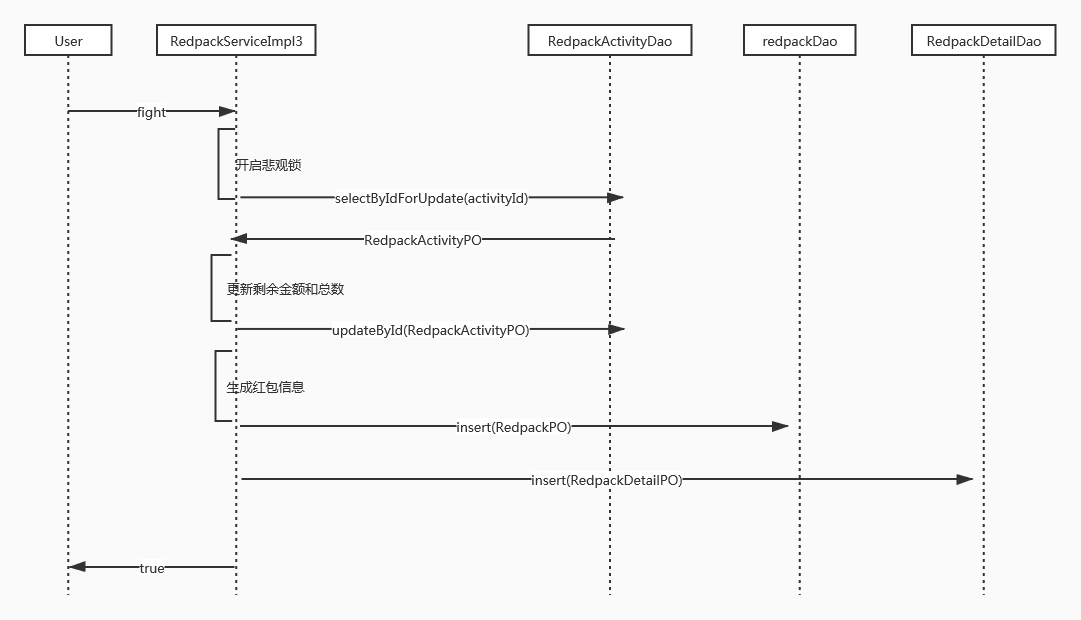 User
RedpackServiceImpl3
RedpackActivityDao
redpackDao
RedpackDetailDao
fight
开启悲观锁
selectByIdForUpdate(activityId)
RedpackActivityPO
更新剩余金额和总数
updateById(RedpackActivityPO)
生成红包信息
insert(RedpackPO)
insert(RedpackDetailPO)
true